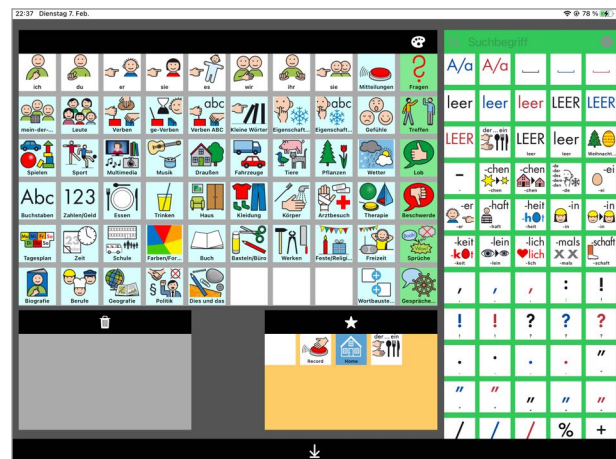 22:37 Dienstag 7. Feb.
78 %
Suchbegriff
ich du er sie es wir ihr sie Mitteilungen Fragen
abc abc
mein-der-... Leute Verben ge-Verben Verben ABC Kleine Wörter Eigenschaft... Eigenschaft... Gefühle Treffen
Spielen Sport Multimedia Musik Draußen Fahrzeuge Tiere Pflanzen Wetter Lob
Abc 123
Buchstaben Zahlen/Geld Essen Trinken Haus Kleidung Körper Arztbesuch Therapie Beschwerde
Tagesplan Zeit Schule Farben/For... Buch Basteln/Büro Werken Feste/Religi... Freizeit Sprüche
Biografie Berufe Geografie Politik Dies und das Wortbauste... Gespräche...
der ... ein
Record Home
A/a A/a
leer leer leer LEER LEER
LEER der... ein LEER leer
leer leer Weihnacht...
- -chen -chen -ei
-chen -chen -de -ei
-er -haft -heit -in -in
-er -haft -heit -in -in
-keit -lein -lich -mals -schaft
-keit -lein -lich -mals -schaft
, , , : !
! ! ? ? ?
. . . . "
" " " " "
/ / / % +